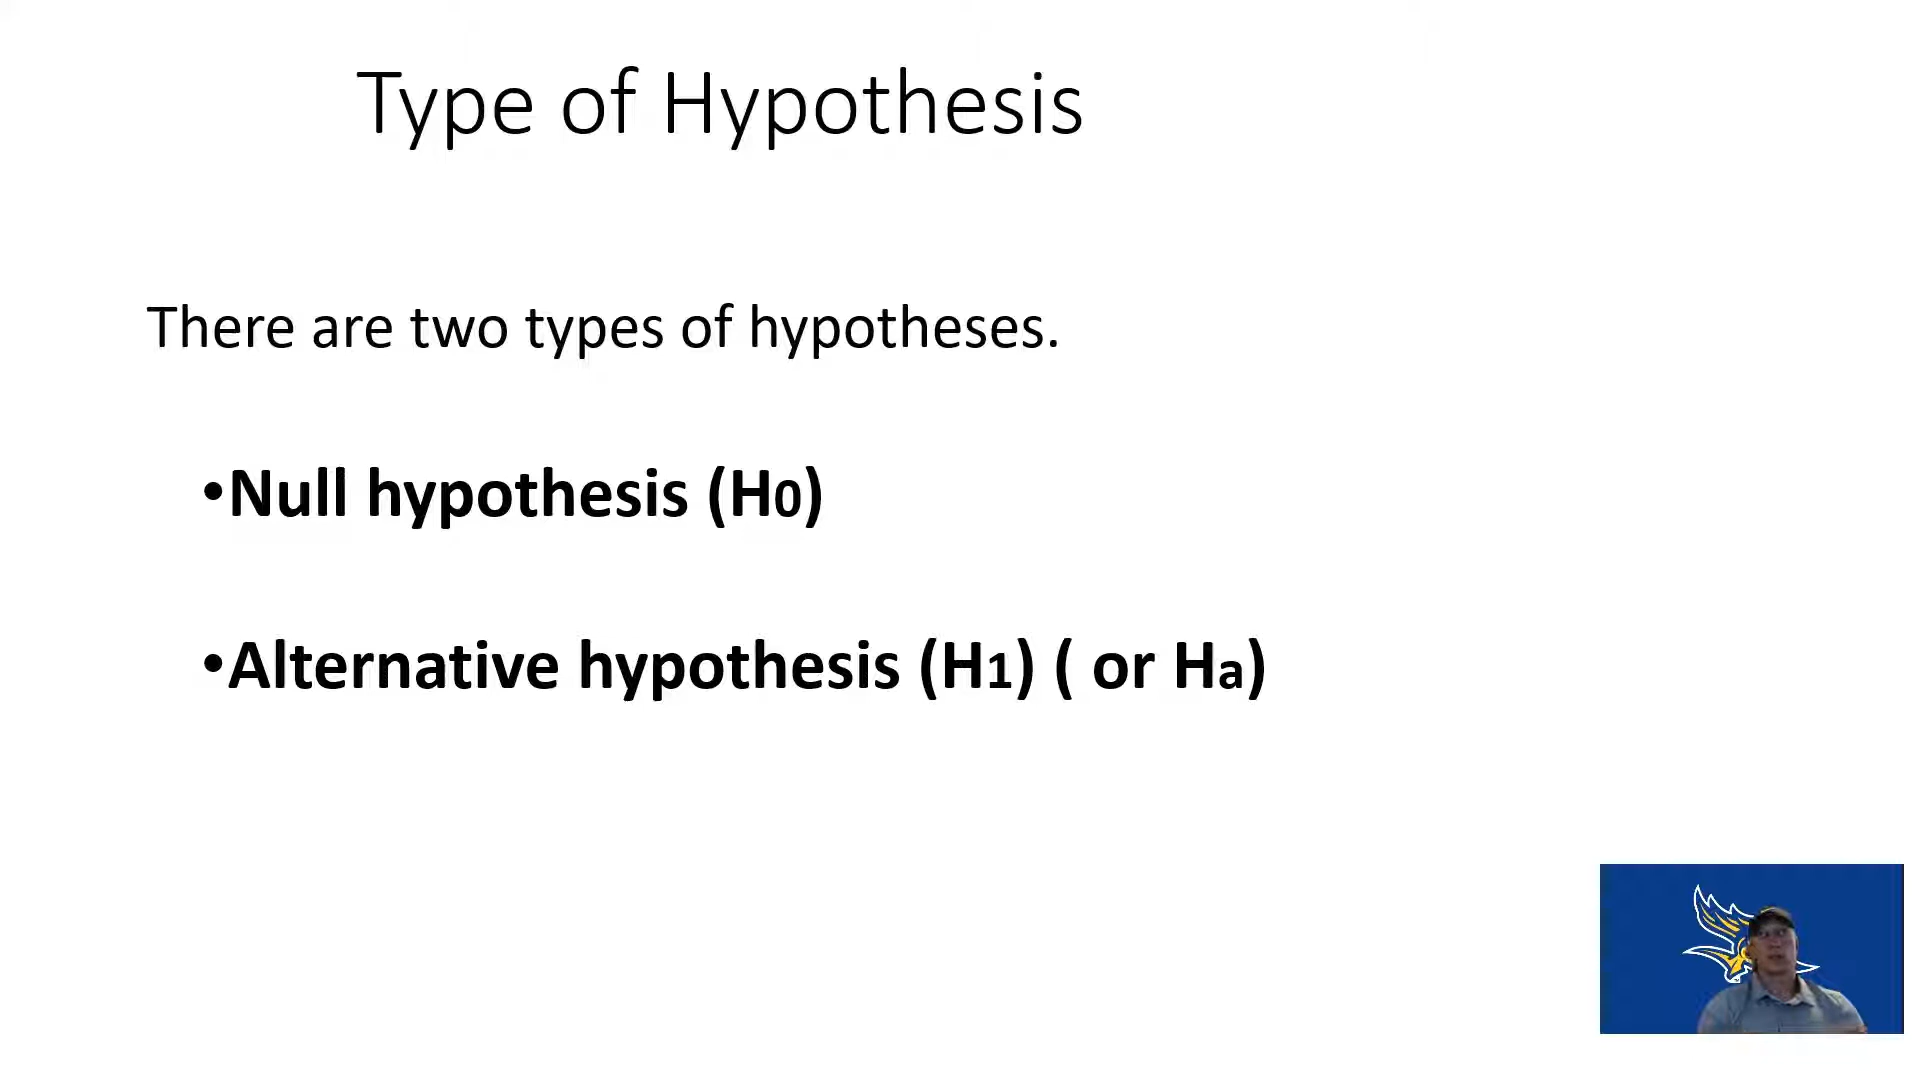 Type of Hypothesis
There are two types of hypotheses.
•Null hypothesis (H0)
•Alternative hypothesis (H1) ( or Ha)